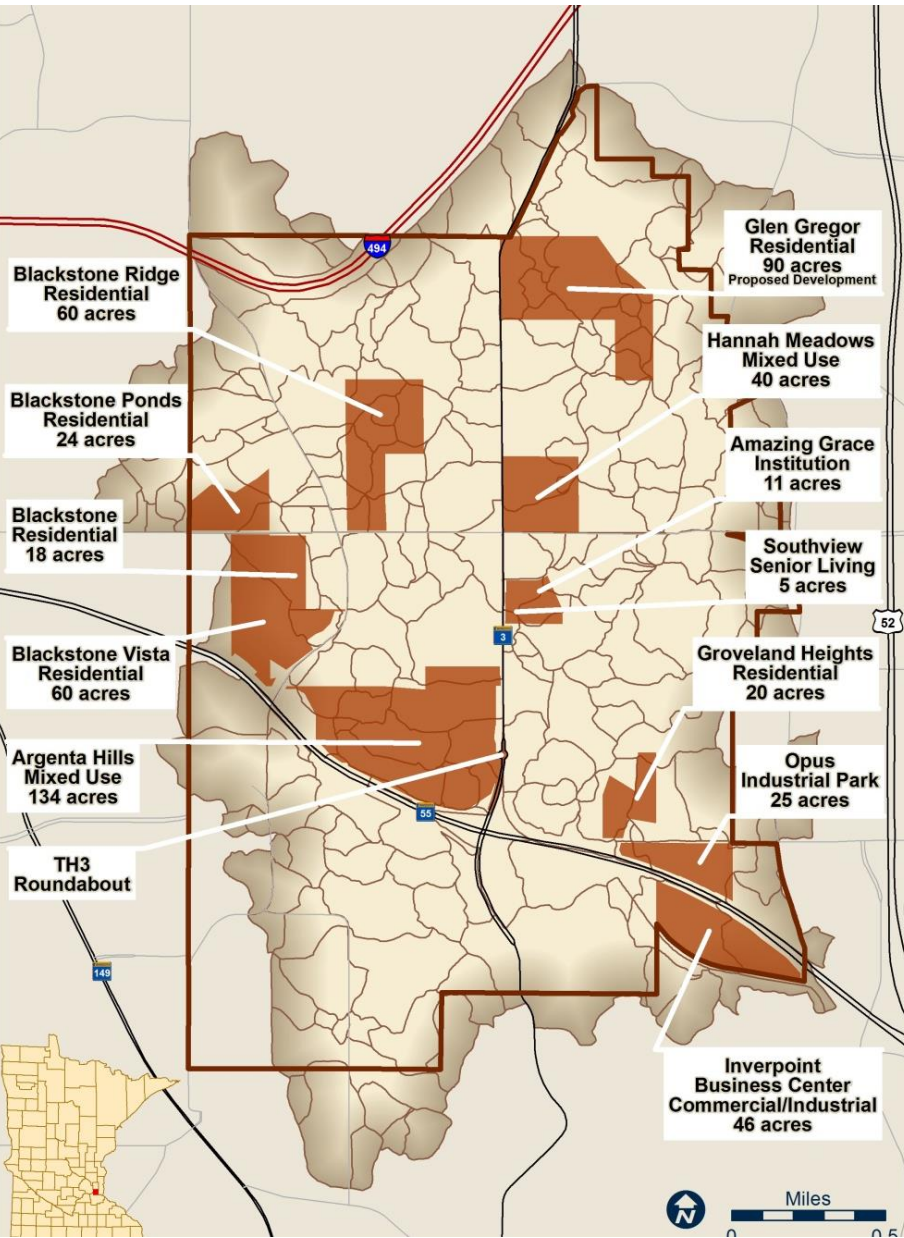 494
Blackstone Ridge
Residential
60 acres
Blackstone Ponds
Residential
24 acres
Blackstone
Residential
18 acres
Blackstone Vista
Residential
60 acres
Argenta Hills
Mixed Use
134 acres
TH3
Roundabout
149
55
3
52
Glen Gregor
Residential
90 acres
Proposed Development
Hannah Meadows
Mixed Use
40 acres
Amazing Grace
Institution
11 acres
Southview
Senior Living
5 acres
Groveland Heights
Residential
20 acres
Opus
Industrial Park
25 acres
Inverpoint
Business Center
Commercial/Industrial
46 acres
N
Miles
0 0.5